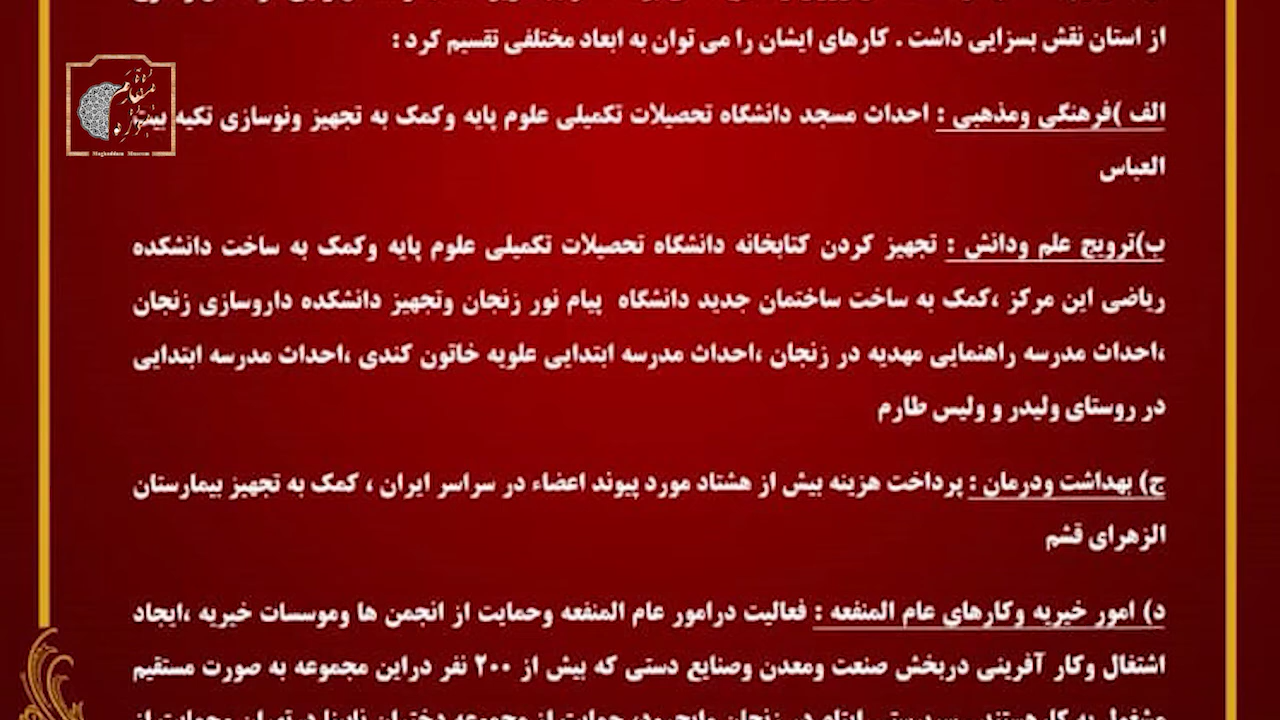 از استان نقش بسزایی داشت . کارهای ایشان را می توان به ابعاد مختلفی تقسیم کرد :
الف )فرهنگی ومذهبی : احداث مسجد دانشگاه تحصیلات تکمیلی علوم پایه وکمک به تجهیز ونوسازی تکیه
العباس
ب)ترویج علم ودانش : تجهیز کردن کتابخانه دانشگاه تحصیلات تکمیلی علوم پایه وکمک به ساخت دانشکده
ریاضی این مرکز ،کمک به ساخت ساختمان جدید دانشگاه پیام نور زنجان وتجهیز دانشکده داروسازی زنجان
،احداث مدرسه راهنمایی مهدیه در زنجان ،احداث مدرسه ابتدایی علویه خاتون کندی ،احداث مدرسه ابتدایی
در روستای ولیدر و ولیس طارم
ج) بهداشت ودرمان : پرداخت هزینه بیش از هشتاد مورد پیوند اعضاء در سراسر ایران ، کمک به تجهیز بیمارستان
الزهرای قشم
د) امور خیریه وکارهای عام المنفعه : فعالیت درامور عام المنفعه وحمایت از انجمن ها وموسسات خیریه ،ایجاد
اشتغال وکار آفرینی دربخش صنعت ومعدن وصنایع دستی که بیش از ۲۰۰ نفر دراین مجموعه به صورت مستقیم
Moghaddam Museum